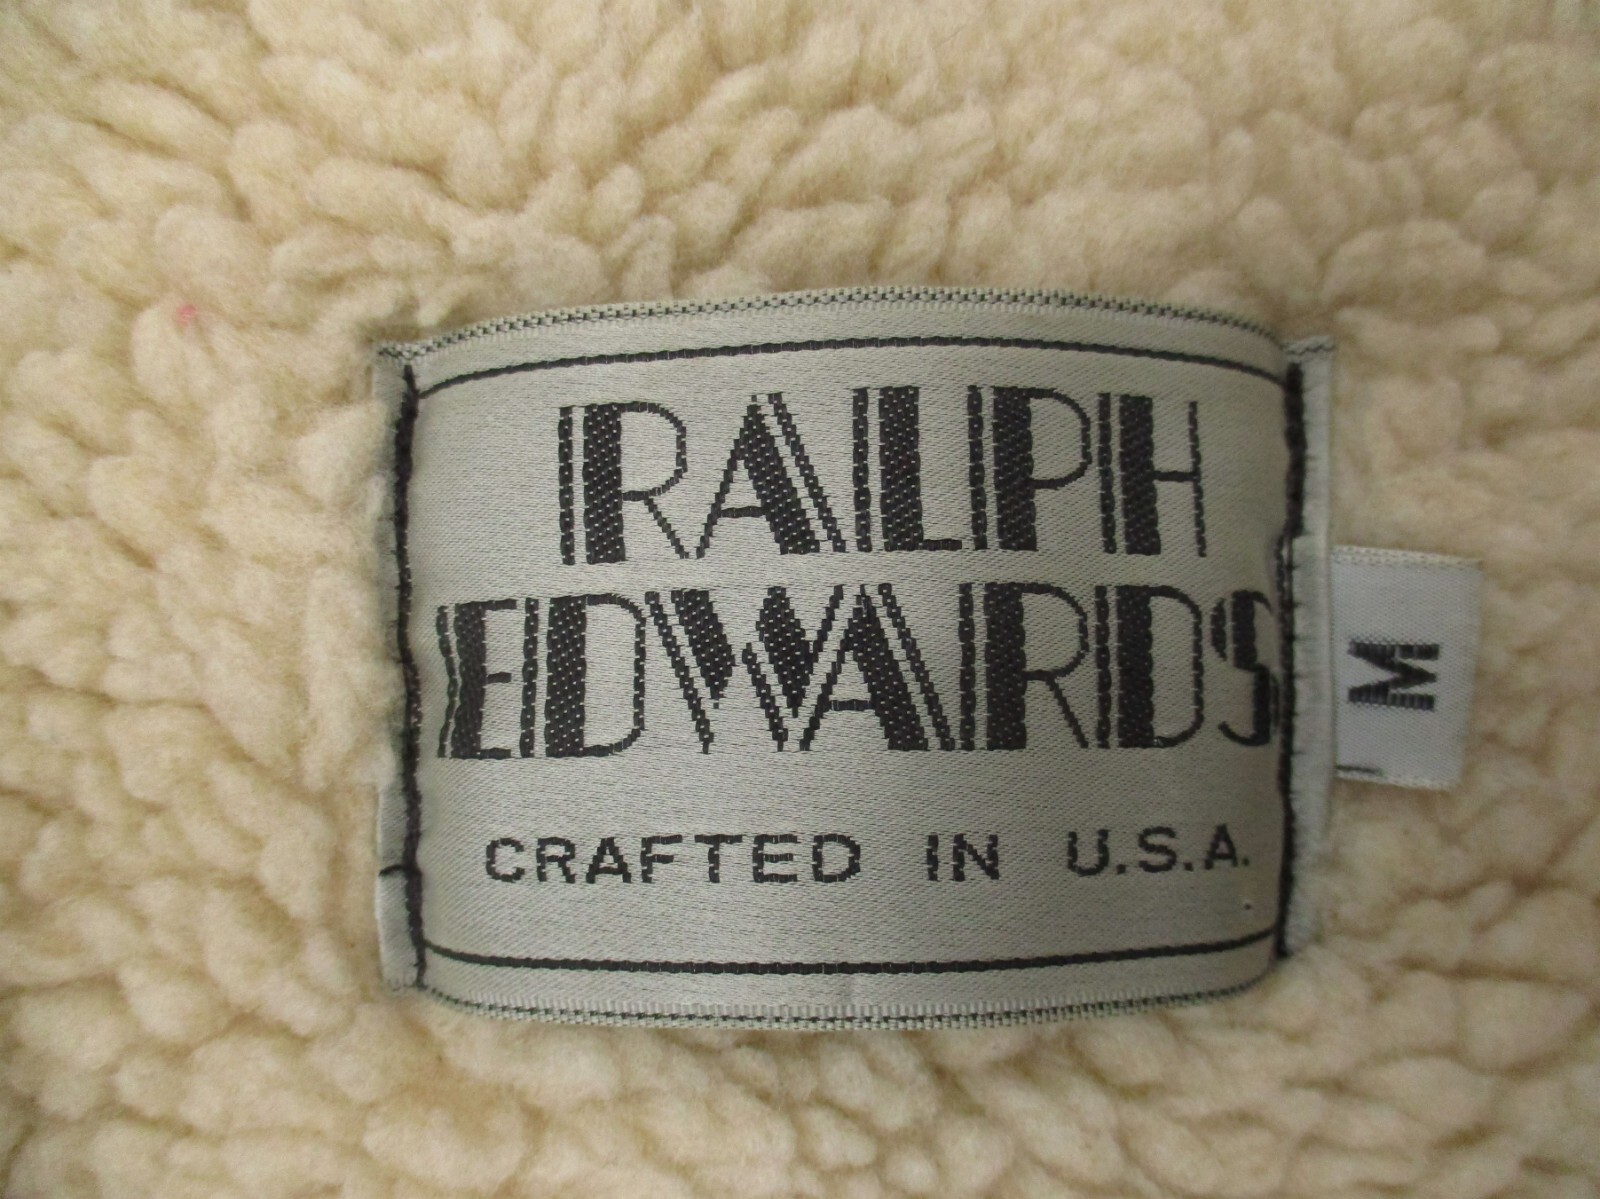 RALPH
EDWARDS
CRAFTED IN U.S.A.
M